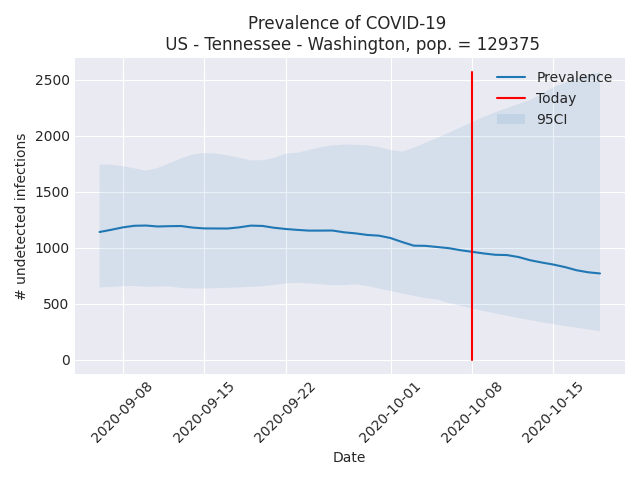 Prevalence of COVID-19
US - Tennessee - Washington, pop. = 129375
Prevalence
Today
95CI
# undetected infections
2500
2000
1500
1000
500
0
2020-09-08
2020-09-15
2020-09-22
2020-10-01
2020-10-08
2020-10-15
Date